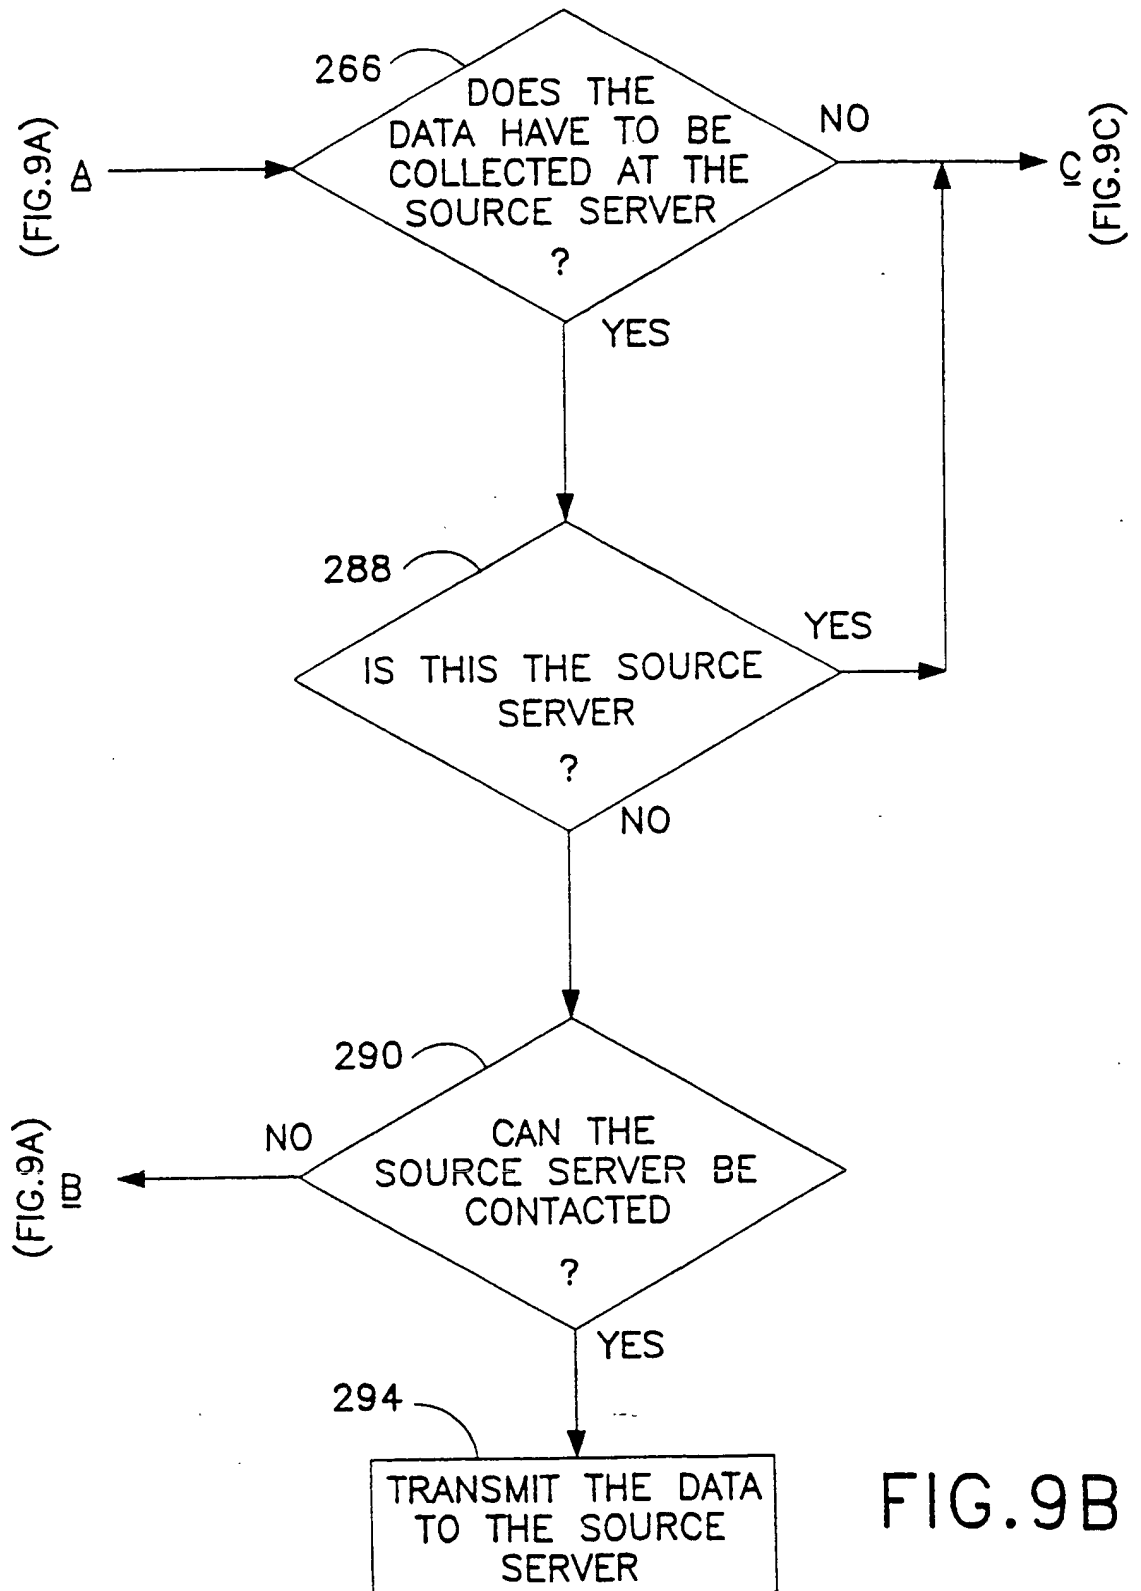 266
DOES THE
DATA HAVE TO BE
COLLECTED AT THE
SOURCE SERVER
?
NO
(FIG.9A)
A
C
(FIG.9C)
YES
288
IS THIS THE SOURCE
SERVER
?
YES
NO
290
CAN THE
SOURCE SERVER BE
CONTACTED
?
NO
(FIG.9A)
B
YES
294
TRANSMIT THE DATA
TO THE SOURCE
SERVER
FIG.9B